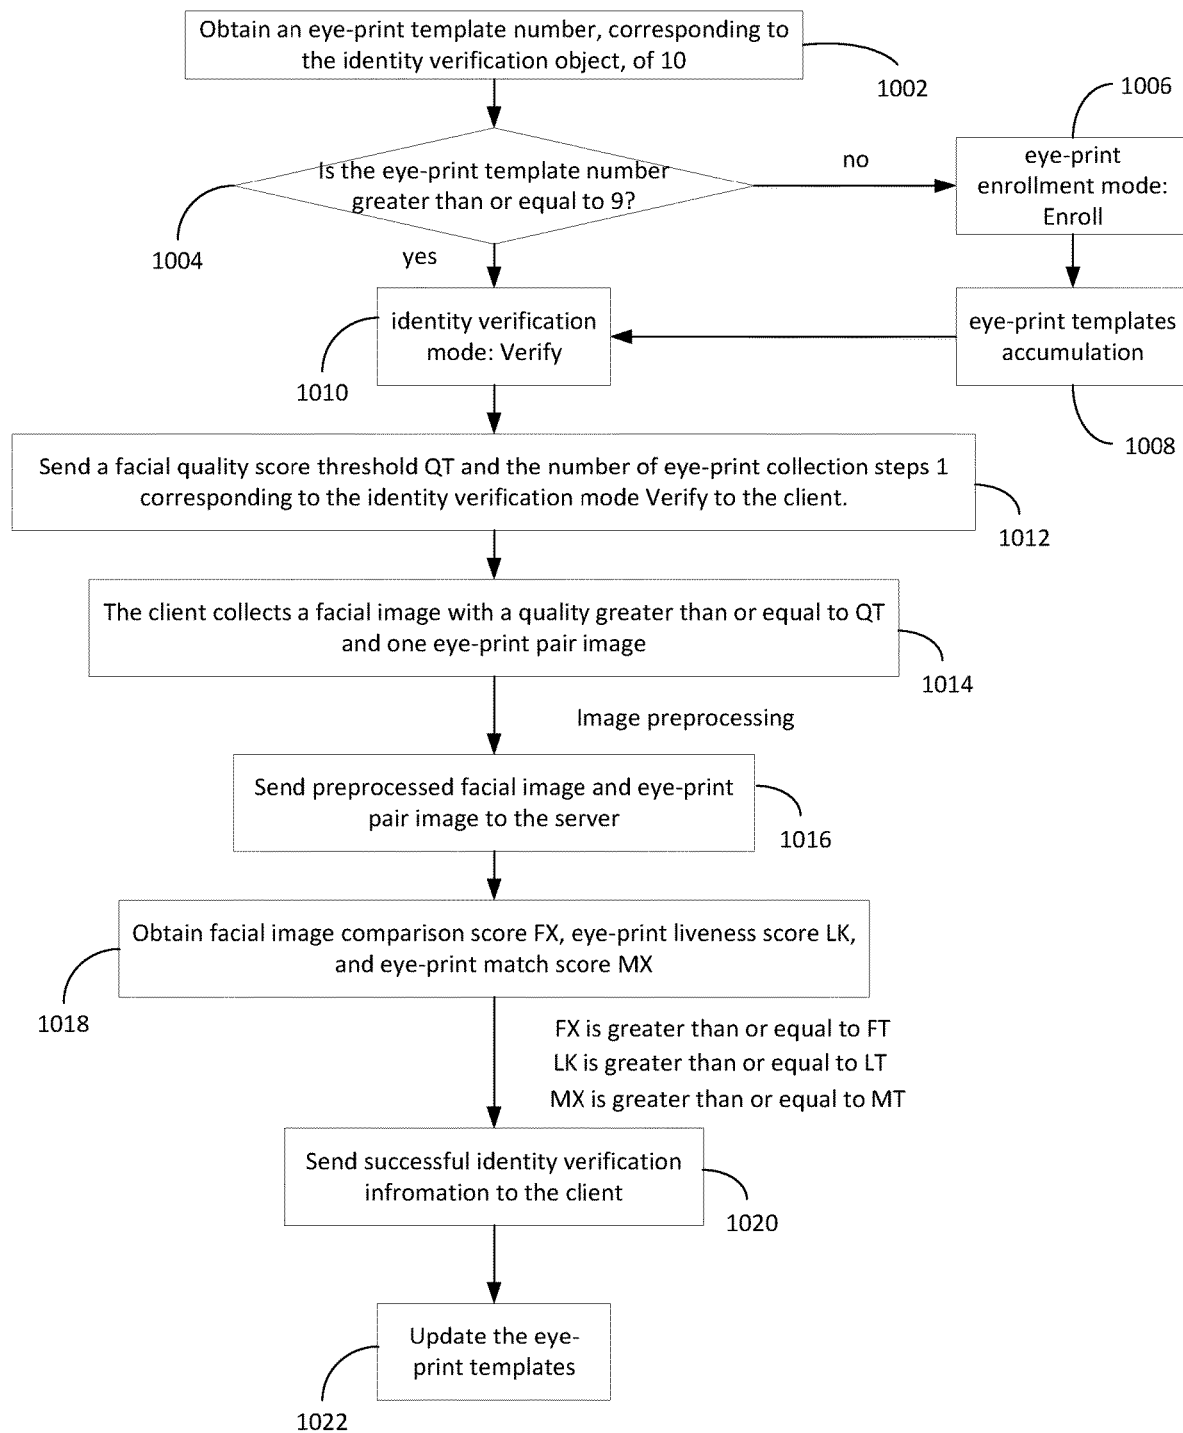 Obtain an eye-print template number, corresponding to
the identity verification object, of 10
1002
1006
Is the eye-print template number
greater than or equal to 9?
no
eye-print
enrollment mode:
Enroll
1004
yes
identity verification
mode: Verify
eye-print templates
accumulation
1010
1008
Send a facial quality score threshold QT and the number of eye-print collection steps 1
corresponding to the identity verification mode Verify to the client.
1012
The client collects a facial image with a quality greater than or equal to QT
and one eye-print pair image
1014
Image preprocessing
Send preprocessed facial image and eye-print
pair image to the server
1016
Obtain facial image comparison score FX, eye-print liveness score LK,
and eye-print match score MX
1018
FX is greater than or equal to FT
LK is greater than or equal to LT
MX is greater than or equal to MT
Send successful identity verification
infromation to the client
1020
Update the eye-
print templates
1022